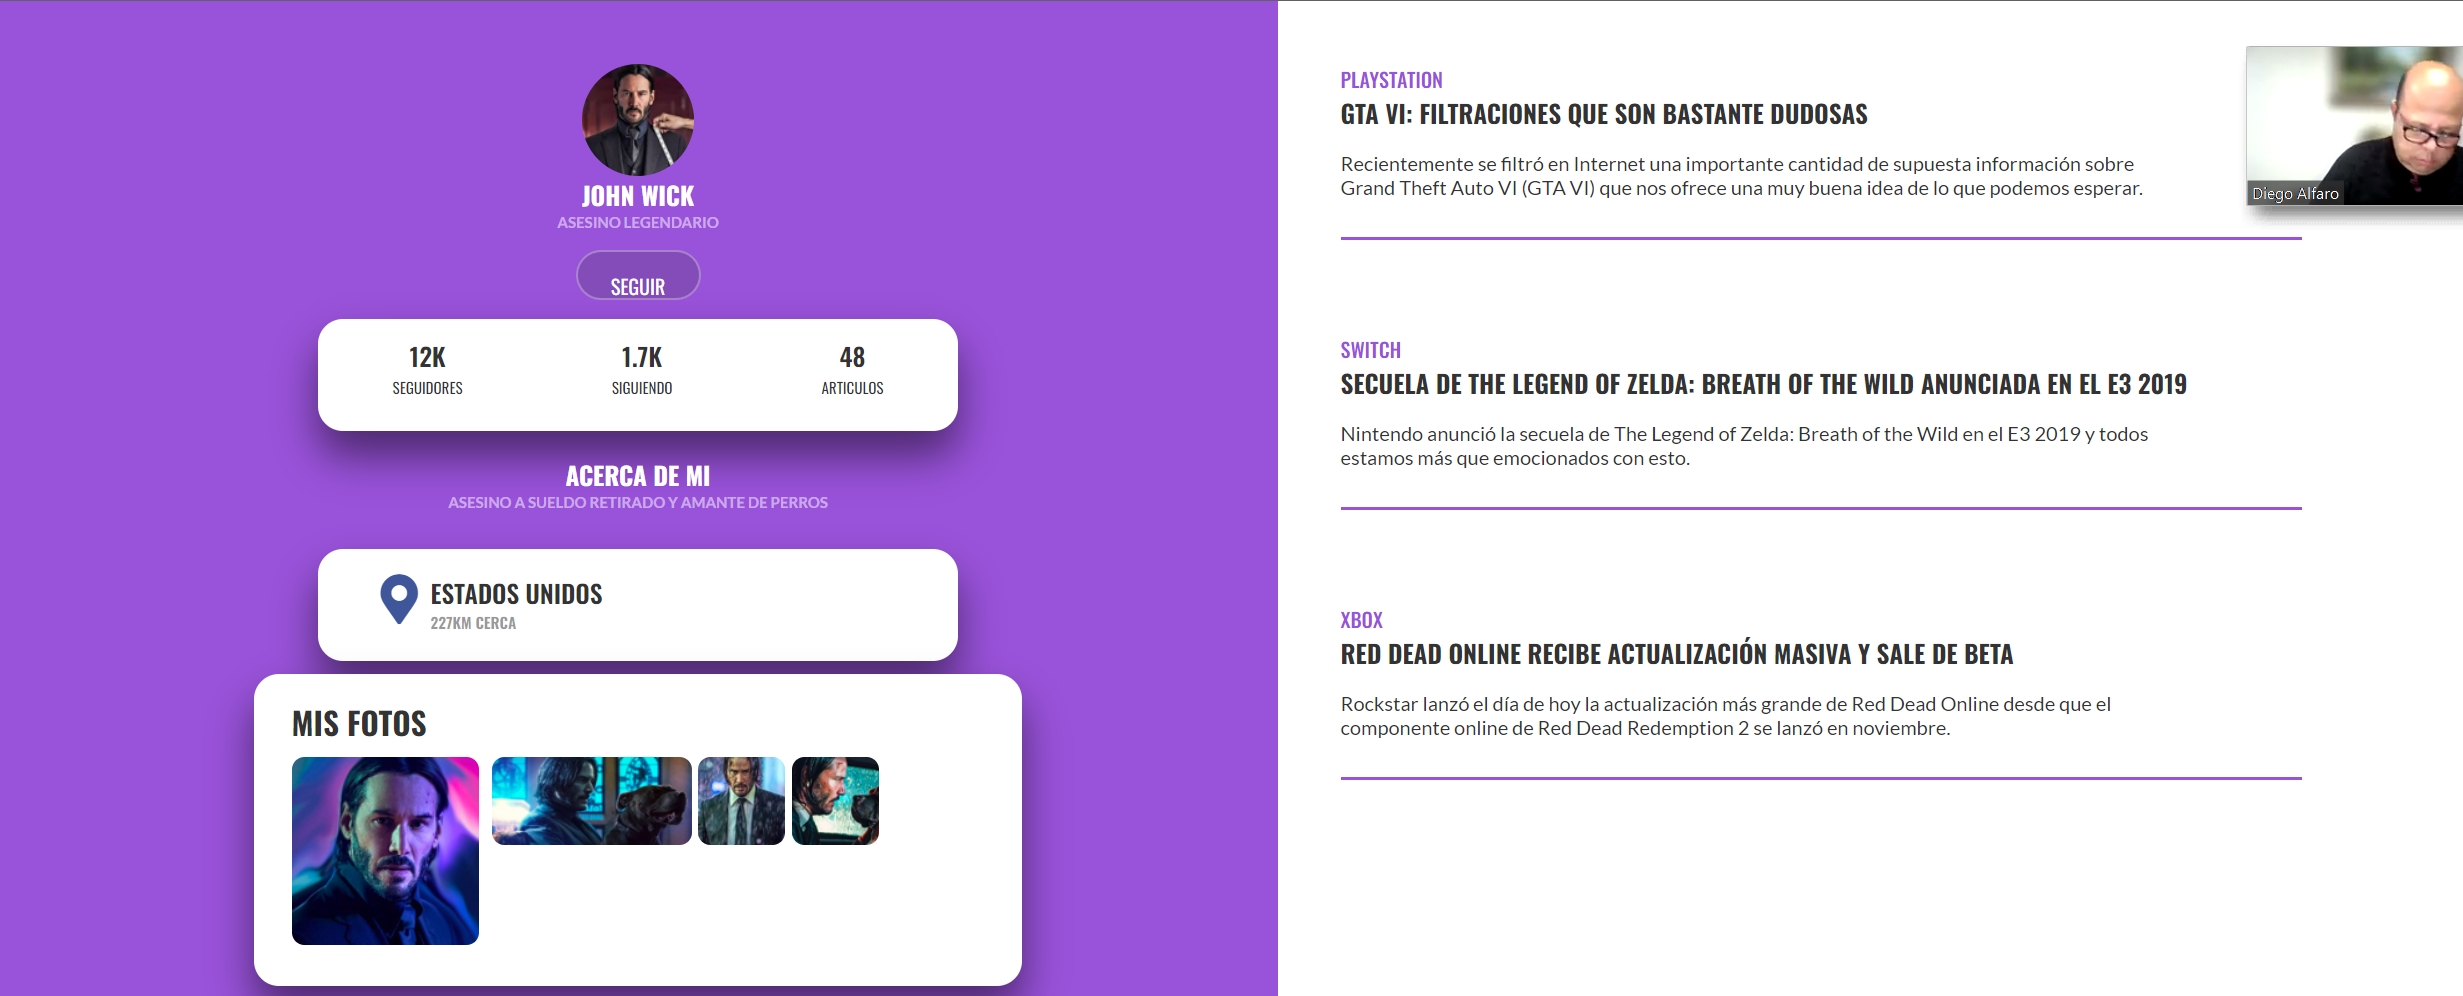 JOHN WICK
ASESINO LEGENDARIO
SEGUIR
12K
SEGUIDORES
1.7K
SIGUIENDO
48
ARTICULOS
ACERCA DE MI
ASESINO A SUELDO RETIRADO Y AMANTE DE PERROS
ESTADOS UNIDOS
227KM CERCA
MIS FOTOS
PLAYSTATION
GTA VI: FILTRACIONES QUE SON BASTANTE DUDOSAS
Recientemente se filtró en Internet una importante cantidad de supuesta información sobre
Grand Theft Auto VI (GTA VI) que nos ofrece una muy buena idea de lo que podemos esperar.
SWITCH
SECUELA DE THE LEGEND OF ZELDA: BREATH OF THE WILD ANUNCIADA EN EL E3 2019
Nintendo anunció la secuela de The Legend of Zelda: Breath of the Wild en el E3 2019 y todos
estamos más que emocionados con esto.
XBOX
RED DEAD ONLINE RECIBE ACTUALIZACIÓN MASIVA Y SALE DE BETA
Rockstar lanzó el día de hoy la actualización más grande de Red Dead Online desde que el
componente online de Red Dead Redemption 2 se lanzó en noviembre.
Diego Alfaro